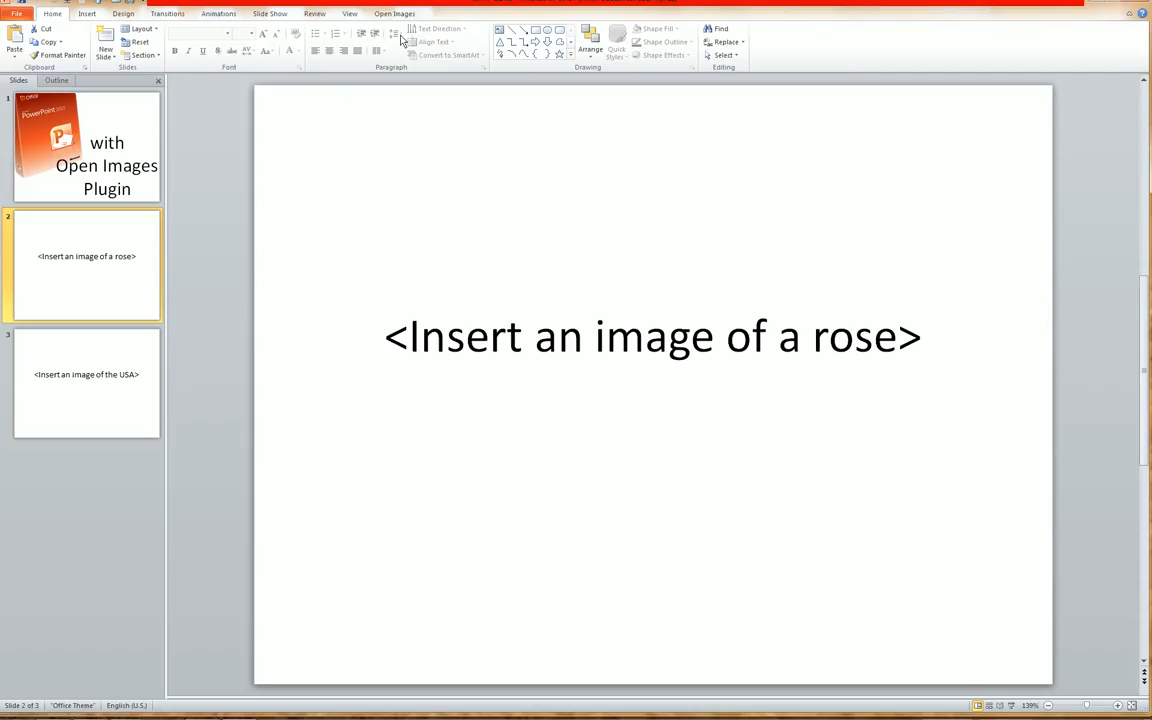 File Home Insert Design Transitions Animations Slide Show Review View Open Images
Paste
Cut
Copy
Format Painter
Clipboard
New
Slide
Layout
Reset
Section
Slides
Font
Text Direction
Align Text
Convert to SmartArt
Paragraph
Arrange
Quick
Styles
Shape Fill
Shape Outline
Shape Effects
Drawing
Find
Replace
Select
Editing
Slides Outline
1
PowerPoint
with
Open Images
Plugin
2
<Insert an image of a rose>
3
<Insert an image of the USA>
<Insert an image of a rose>
Slide 2 of 3 "Office Theme" English (U.S.) 139%